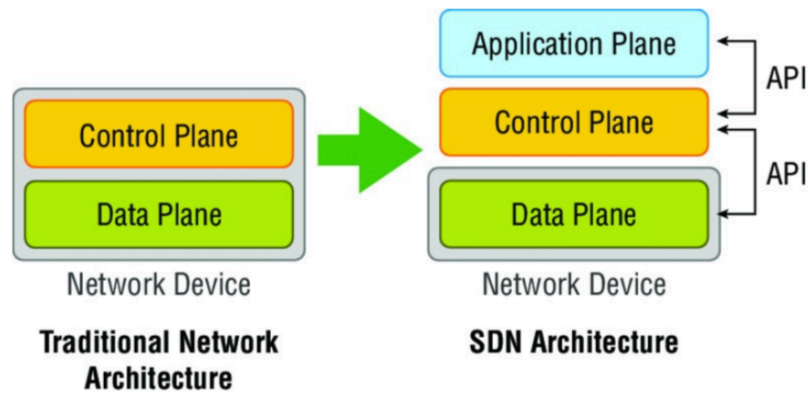 Control Plane
Data Plane
Network Device
Traditional Network
Architecture
Application Plane
Control Plane
Data Plane
Network Device
SDN Architecture
API
API